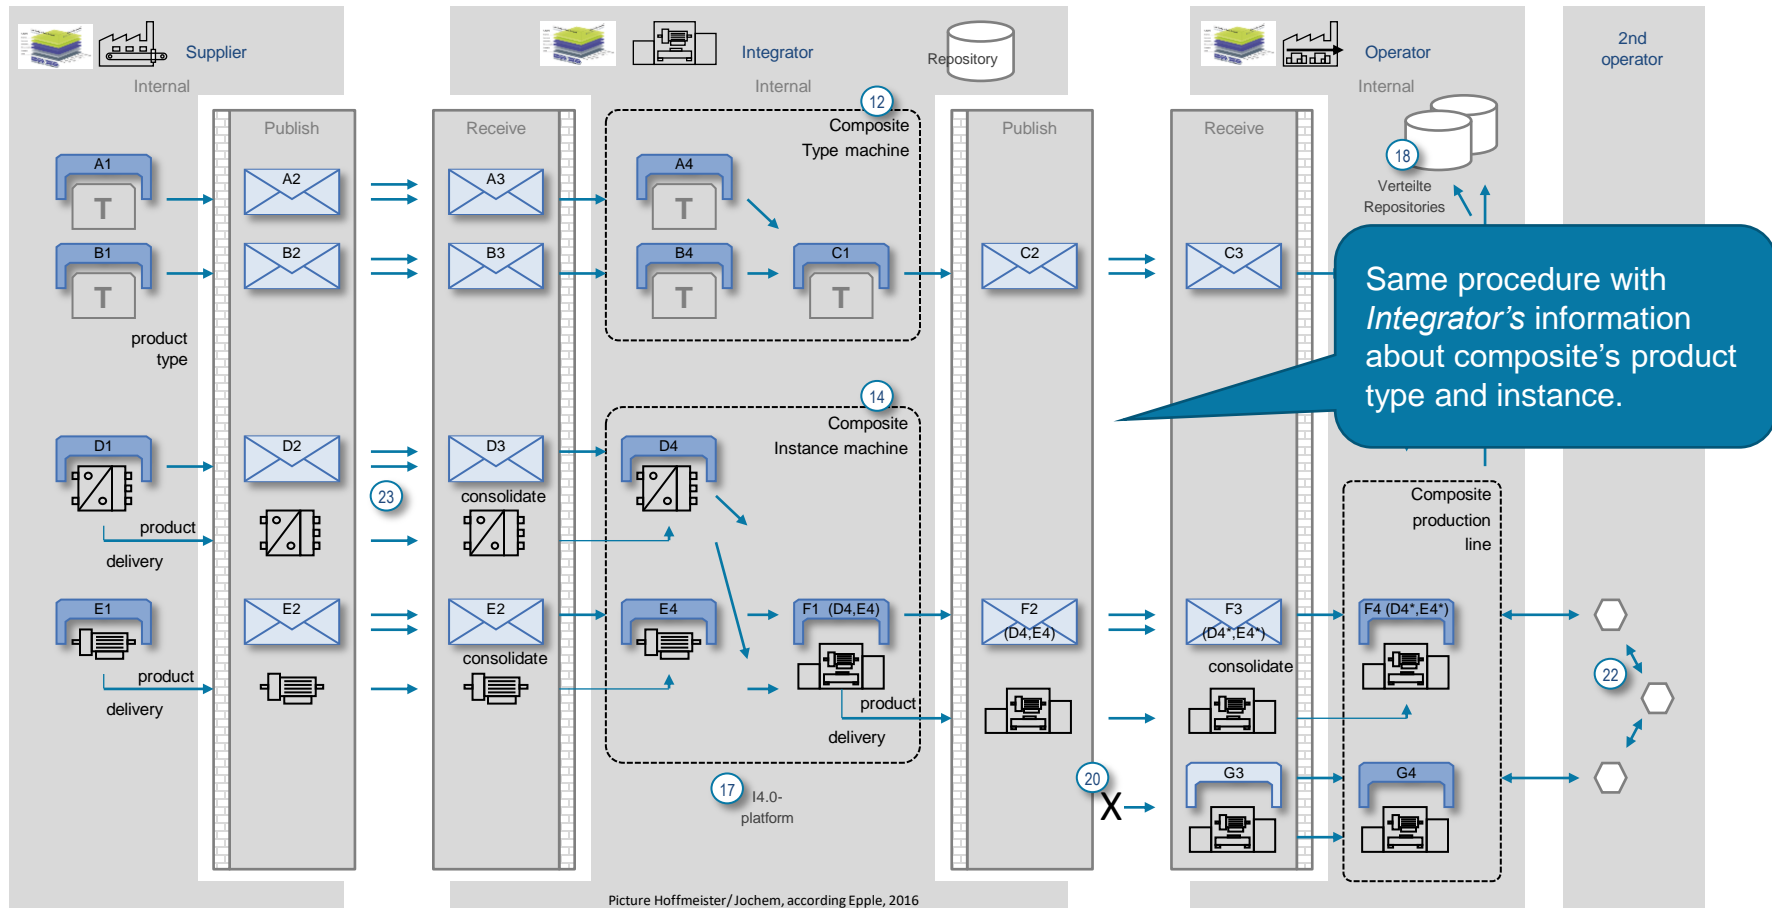 Supplier
Internal
Integrator
Internal
Repository
Operator
Internal
2nd
operator
Publish
Receive
12
Composite
Type machine
Publish
Receive
18
Verteilte
Repositories
A1
T
A2
A3
A4
T
B1
T
B2
B3
B4
T
C1
T
C2
C3
product
type
Same procedure with
Integrator's information
about composite's product
type and instance.
14
Composite
Instance machine
D1
D2
D3
D4
23
consolidate
product
delivery
Composite
production
line
E1
E2
E2
E4
F1 (D4,E4)
F2
(D4,E4)
F3
(D4*,E4*)
F4 (D4*,E4*)
consolidate
consolidate
product
delivery
product
delivery
22
17
I4.0-
platform
20
X
G3
G4
Picture Hoffmeister/Jochem, according Epple, 2016